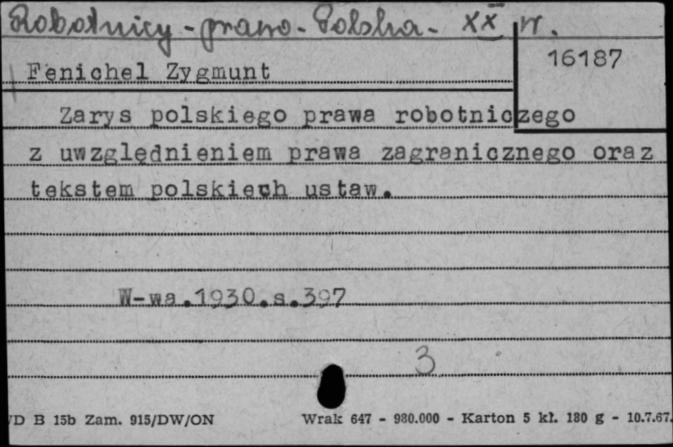 Robotnicy - prawo - Polska - XX w.
16187
Fenichel Zygmunt
Zarys polskiego prawa robotniczego
z uwzględnieniem prawa zagranicznego oraz
tekstem polskich ustaw.
W-wa.1930.s.397
3
D B 15b Zam. 915/DW/ON Wrak 647 - 980.000 - Karton 5 kl. 180 g - 10.7.67.